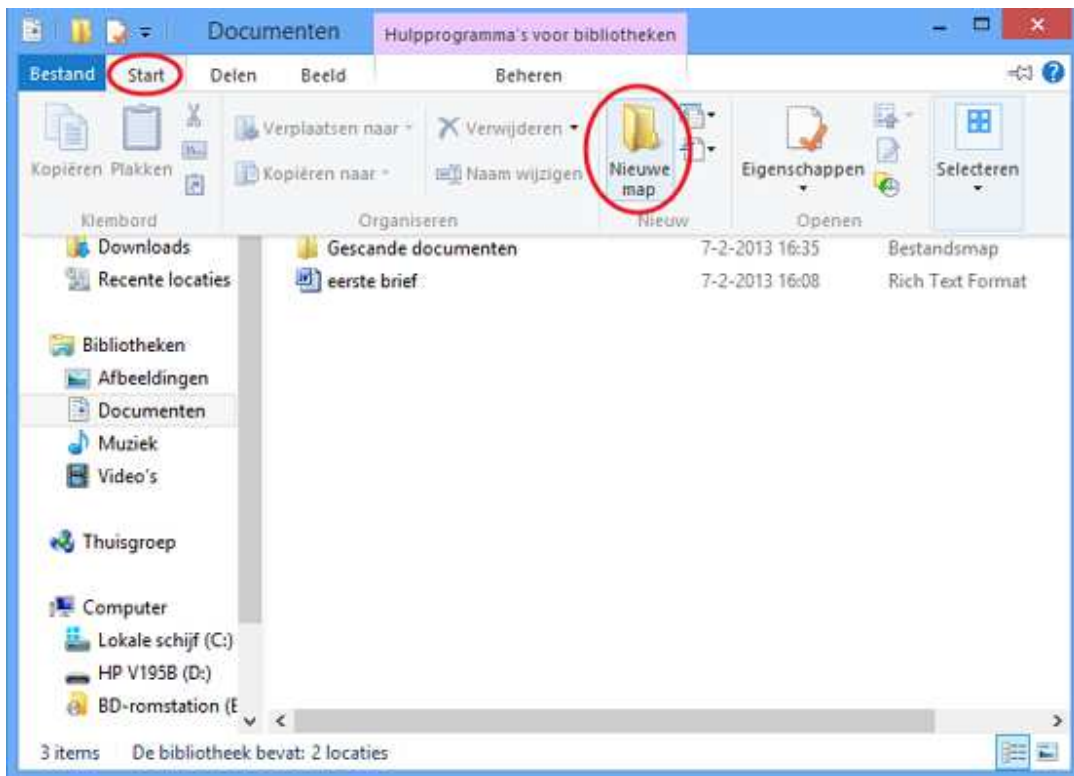 Documenten Hulpprogramma's voor bibliotheken
Bestand Start Delen Beeld Beheren
Kopiëren Plakken
Verplaatsen naar
Kopiëren naar
Verwijderen
Naam wijzigen
Nieuwe
map
Eigenschappen
Selecteren
Klembord Organiseren Nieuw Openen
Downloads
Recente locaties
Bibliotheken
Afbeeldingen
Documenten
Muziek
Video's
Thuisgroep
Computer
Lokale schijf (C:)
HP V195B (D:)
BD-romstation (E
Gescande documenten 7-2-2013 16:35 Bestandsmap
eerste brief 7-2-2013 16:08 Rich Text Format
3 items De bibliotheek bevat: 2 locaties